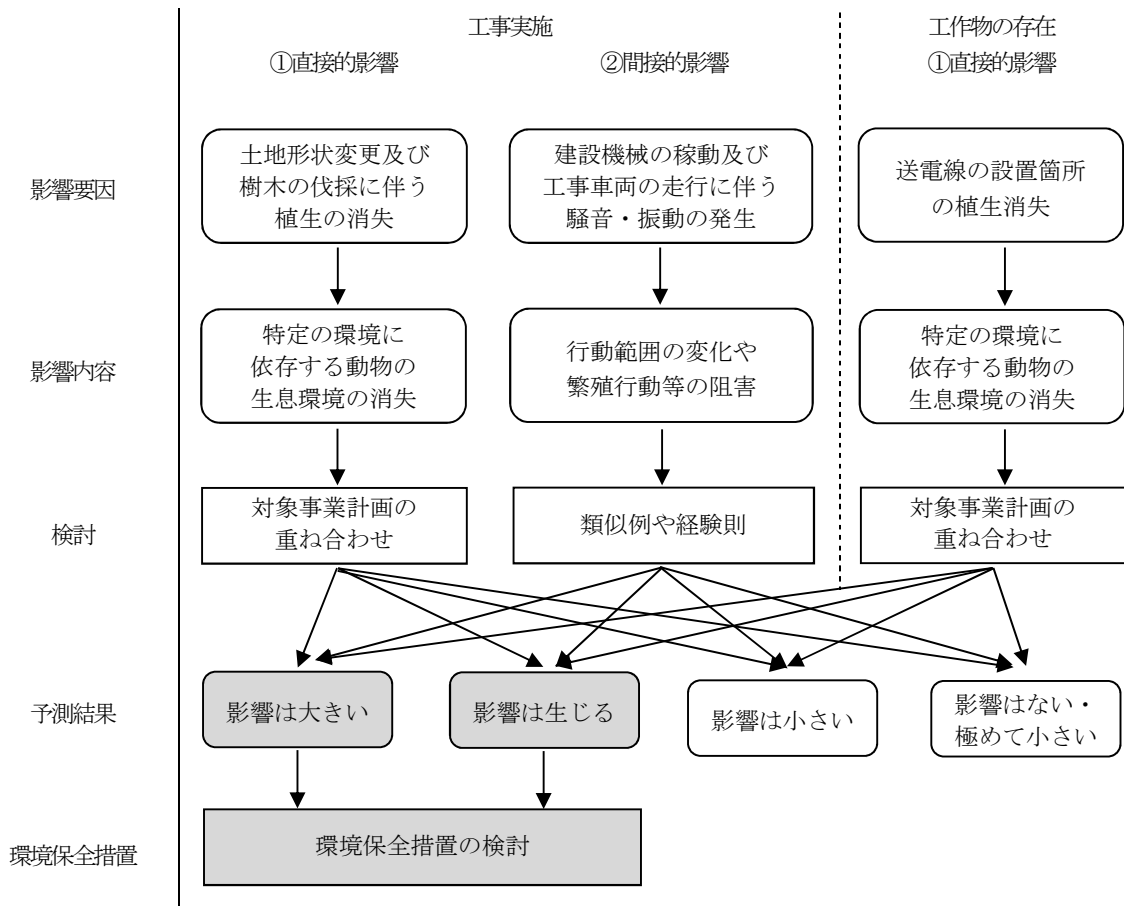 工事実施
工作物の存在
①直接的影響
②間接的影響
①直接的影響
影響要因
土地形状変更及び
樹木の伐採に伴う
植生の消失
建設機械の稼動及び
工事車両の走行に伴う
騒音・振動の発生
送電線の設置箇所
の植生消失
影響内容
特定の環境に
依存する動物の
生息環境の消失
行動範囲の変化や
繁殖行動等の阻害
特定の環境に
依存する動物の
生息環境の消失
検討
対象事業計画の
重ね合わせ
類似例や経験則
対象事業計画の
重ね合わせ
予測結果
影響は大きい
影響は生じる
影響は小さい
影響はない・
極めて小さい
環境保全措置
環境保全措置の検討